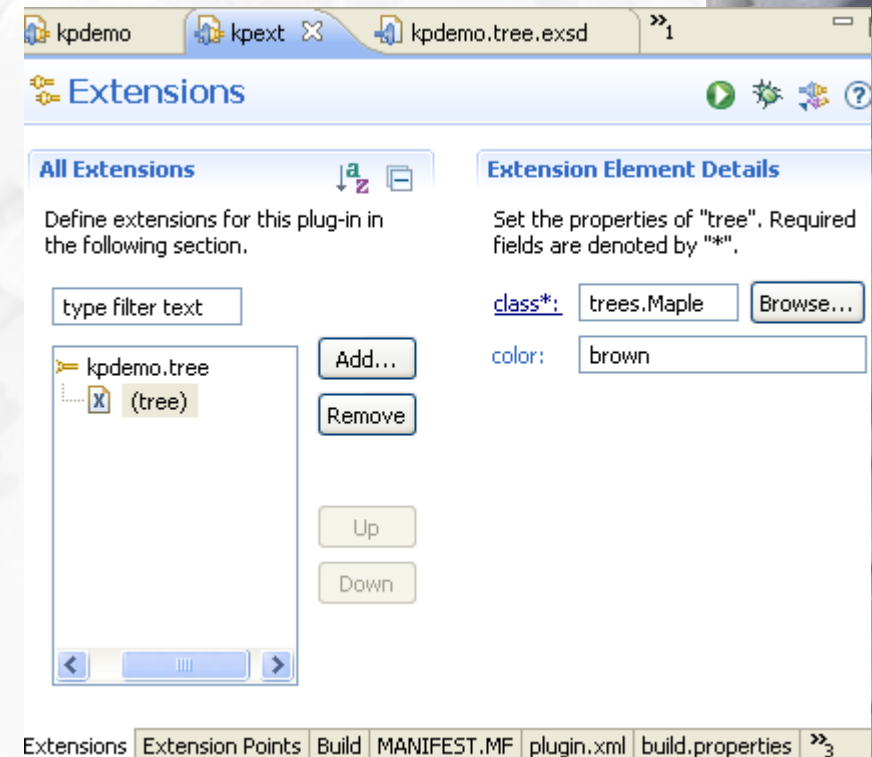 kpdemo kpext kpdemo.tree.exsd »1
Extensions
All Extensions
Define extensions for this plug-in in
the following section.
type filter text
kpdemo.tree
(tree)
Add...
Remove
Up
Down
Extension Element Details
Set the properties of "tree". Required
fields are denoted by "*".
class*: trees.Maple Browse...
color: brown
Extensions Extension Points Build MANIFEST.MF plugin.xml build.properties »3